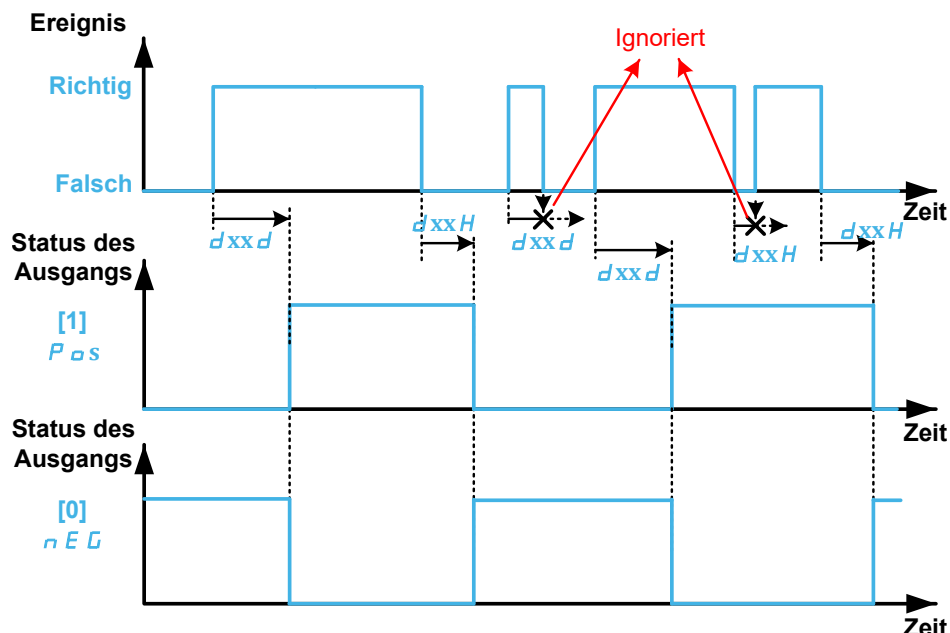 Ereignis
Ignoriert
Richtig
Falsch
Zeit
dxxd
dxxH
dxxd
dxxd
dxxH
dxxH
Status des
Ausgangs
[1]
Pos
Zeit
Status des
Ausgangs
[0]
nEG
Zeit